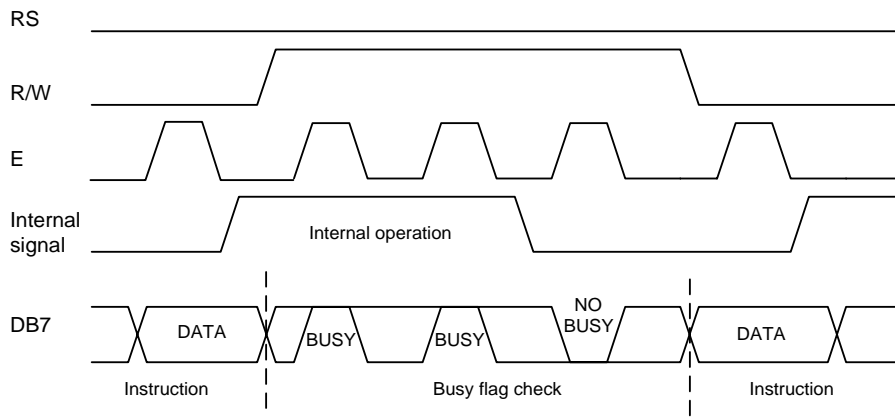 RS
R/W
E
Internal
signal
Internal operation
DB7
DATA
BUSY
BUSY
NO
BUSY
DATA
Instruction
Busy flag check
Instruction